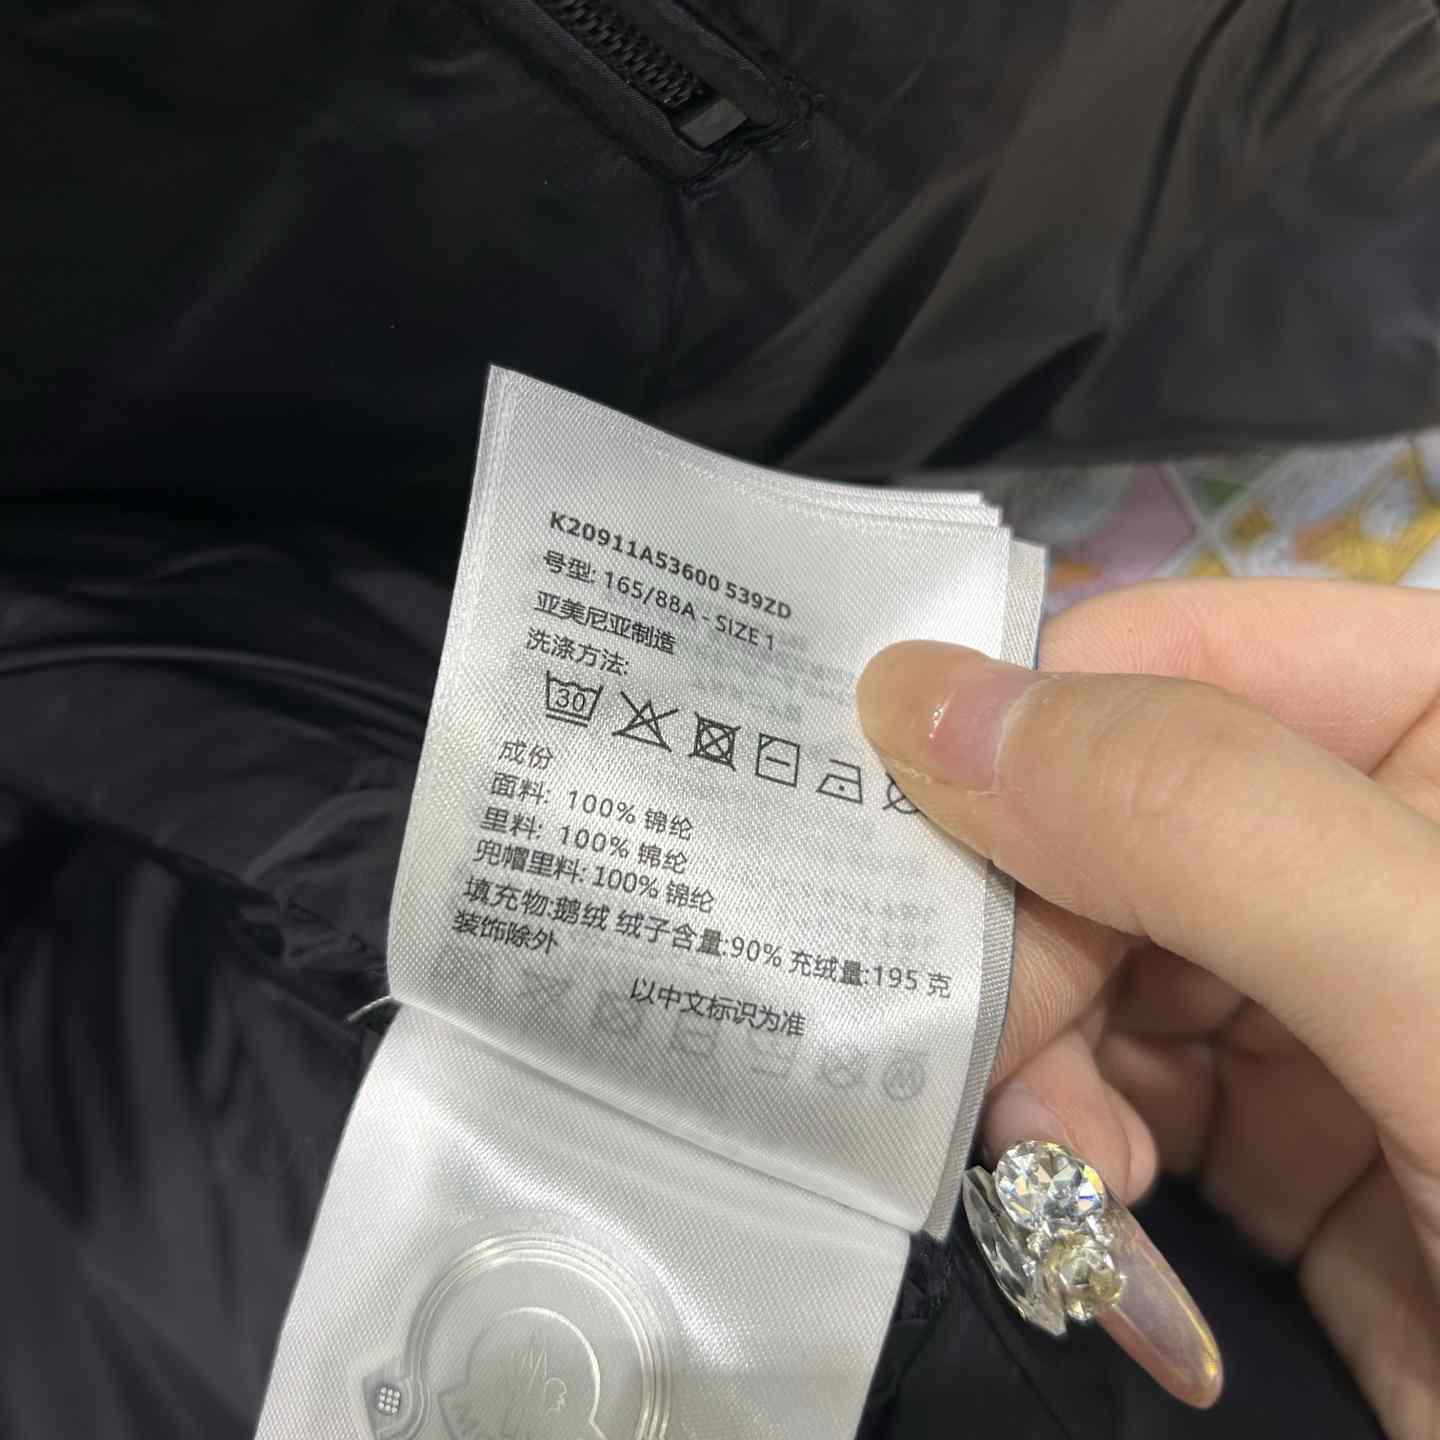 K20911A53600 539ZD
号型: 165/88A - SIZE 1
亚美尼亚制造
洗涤方法:
30
成份
面料: 100% 锦纶
里料: 100% 锦纶
兜帽里料: 100% 锦纶
填充物:鹅绒 绒子含量:90% 充绒量:195 克
装饰除外
以中文标识为准